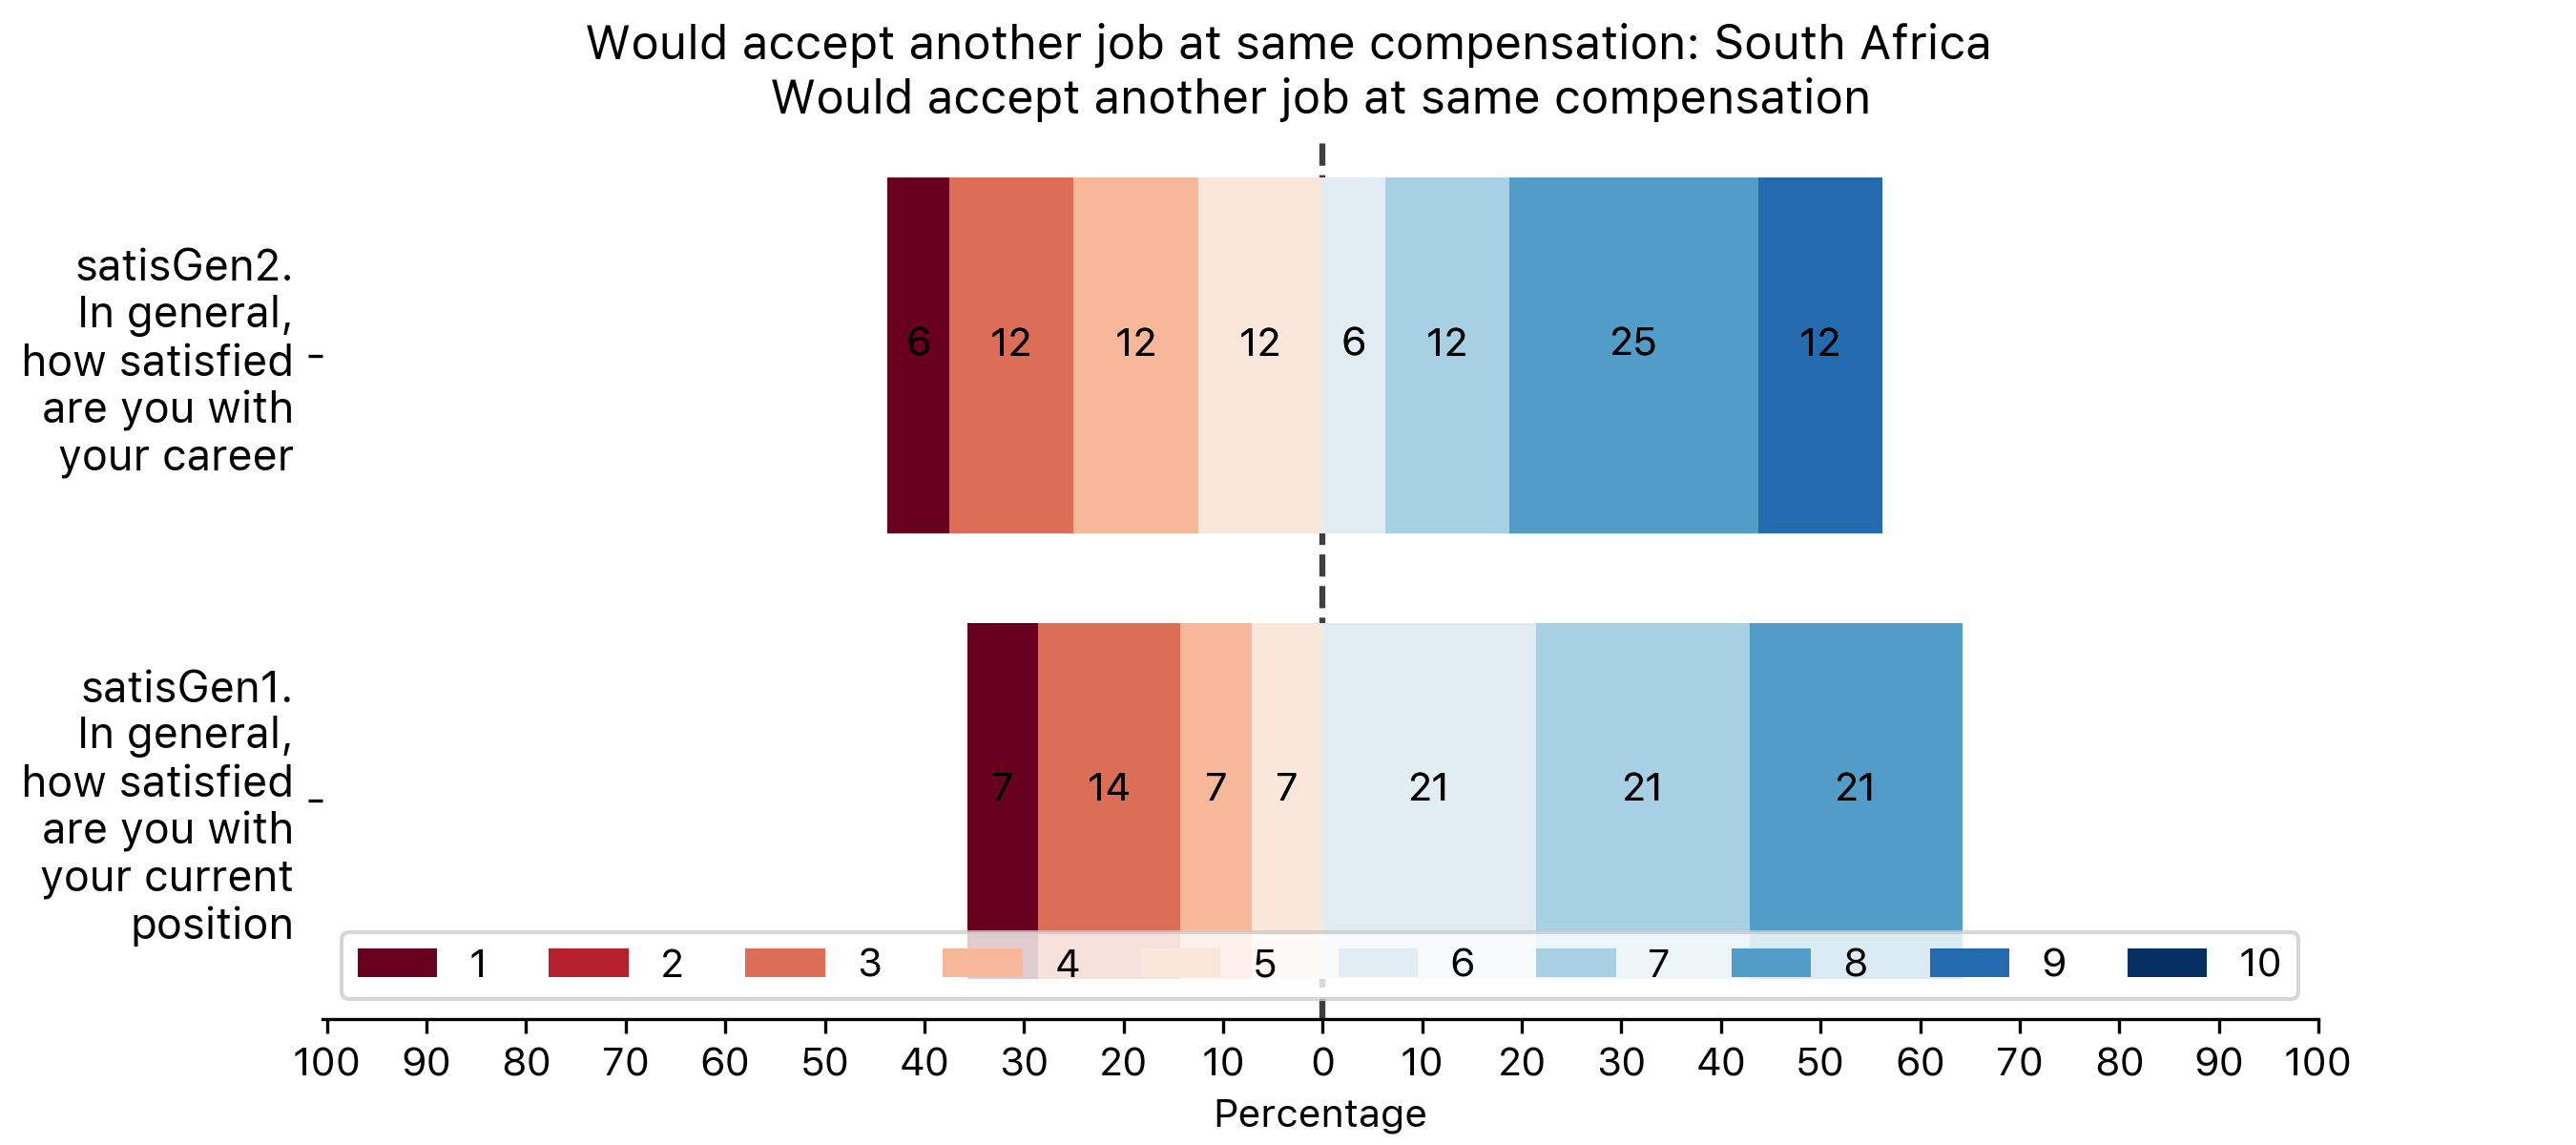 Would accept another job at same compensation: South Africa
Would accept another job at same compensation
satisGen2.
In general,
how satisfied
are you with
your career
6 12 12 12 6 12 25 12
satisGen1.
In general,
how satisfied
are you with
your current
position
7 14 7 7 21 21 21
1 2 3 4 5 6 7 8 9 10
100 90 80 70 60 50 40 30 20 10 0 10 20 30 40 50 60 70 80 90 100
Percentage